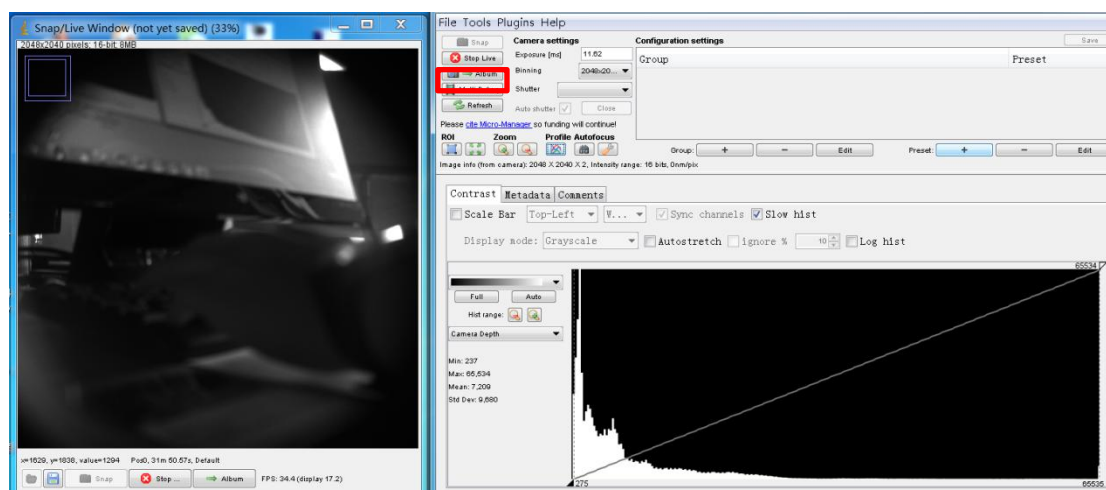 Snap/Live Window (not yet saved) (33%)
2048x2040 pixels; 16-bit; 8MB
x=1629, y=1838, value=1294 Pos0, 31m 50.57s, Default
Snap
Stop ...
Album
FPS: 34.4 (display 17.2)
File Tools Plugins Help
Snap
Stop Live
Album
Refresh
Camera settings
Exposure [ms] 11.62
Binning 2048x20...
Shutter
Auto shutter Close
Configuration settings
Save
Group Preset
Please cite Micro-Manager so funding will continue!
ROI Zoom Profile Autofocus
Group: + - Edit Preset: + - Edit
Image info (from camera): 2048 X 2040 X 2, Intensity range: 16 bits, 0nm/pix
Contrast Metadata Comments
Scale Bar Top-Left W... Sync channels Slow hist
Display mode: Grayscale Autostretch ignore % 10 Log hist
Full Auto
Hist range:
Camera Depth
Min: 237
Max: 65,534
Mean: 7,209
Std Dev: 9,680
65534
275
65535